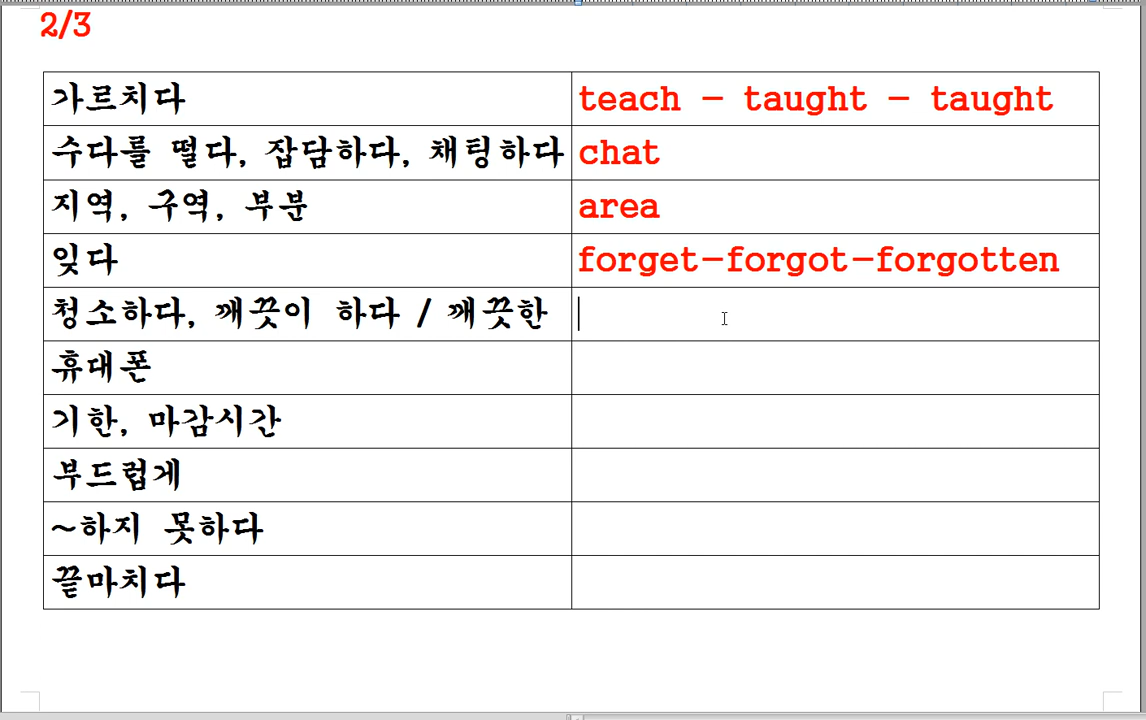 2/3
가르치다 teach - taught - taught
수다를 떨다, 잡담하다, 채팅하다 chat
지역, 구역, 부분 area
잊다 forget-forgot-forgotten
청소하다, 깨끗이 하다 / 깨끗한
휴대폰
기한, 마감시간
부드럽게
~하지 못하다
끝마치다